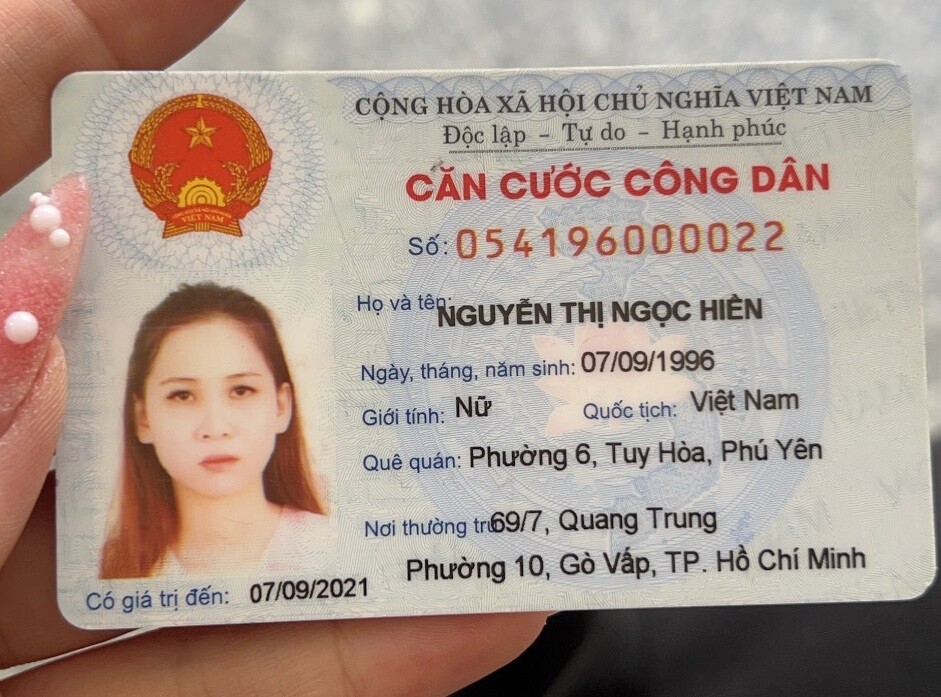 CỘNG HÒA XÃ HỘI CHỦ NGHĨA VIỆT NAM
Độc lập - Tự do - Hạnh phúc
CĂN CƯỚC CÔNG DÂN
Số: 054196000022
Họ và tên: NGUYỄN THỊ NGỌC HIỀN
Ngày, tháng, năm sinh: 07/09/1996
Giới tính: Nữ Quốc tịch: Việt Nam
Quê quán: Phường 6, Tuy Hòa, Phú Yên
Nơi thường trú 69/7, Quang Trung
Phường 10, Gò Vấp, TP. Hồ Chí Minh
Có giá trị đến: 07/09/2021
VIỆT NAM